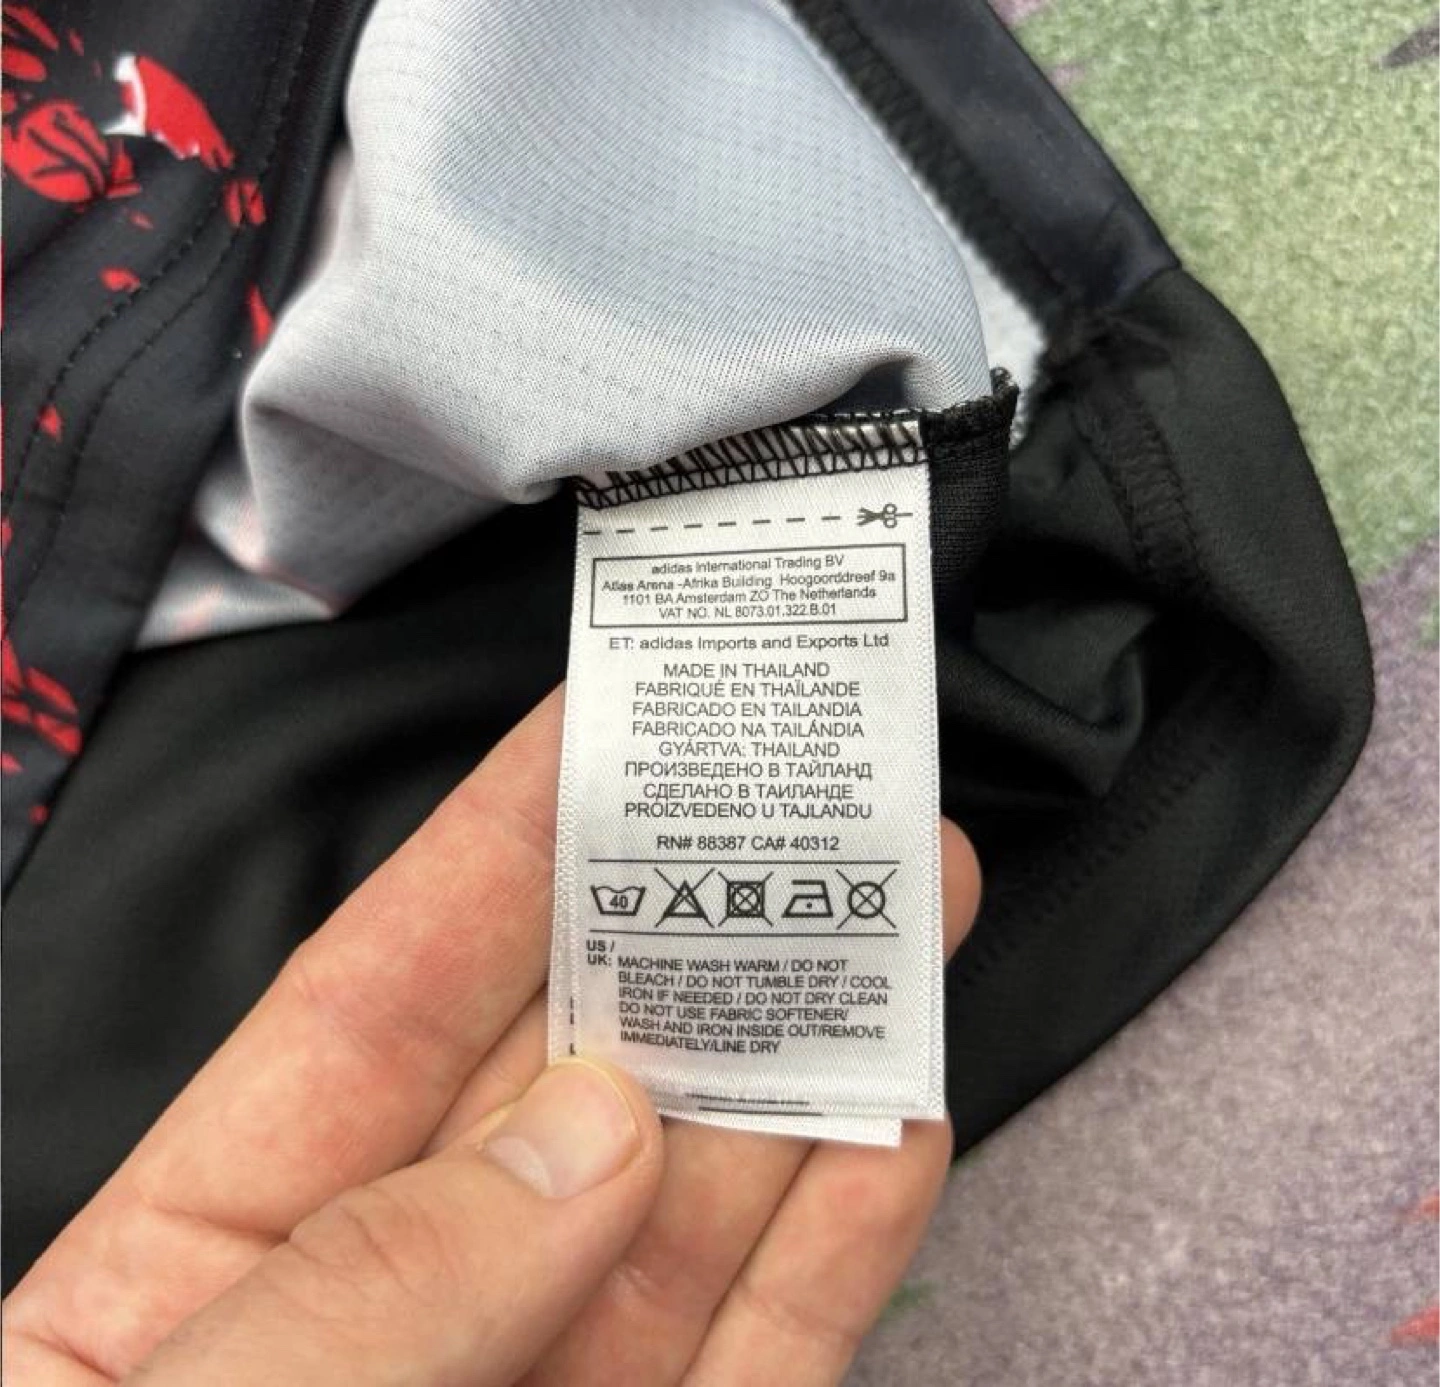 adidas International Trading BV
Atlas Arena -Afrika Building Hoogoorddreef 9a
1101 BA Amsterdam ZO The Netherlands
VAT NO. NL 8073.01.322.B.01
ET: adidas Imports and Exports Ltd
MADE IN THAILAND
FABRIQUÉ EN THAÏLANDE
FABRICADO EN TAILANDIA
FABRICADO NA TAILÁNDIA
GYÁRTVA: THAILAND
ПРОИЗВЕДЕНО В ТАЙЛАНД
СДЕЛАНО В ТАИЛАНДЕ
PROIZVEDENO U TAJLANDU
RN# 88387 CA# 40312
40
US /
UK: MACHINE WASH WARM / DO NOT
BLEACH / DO NOT TUMBLE DRY / COOL
IRON IF NEEDED / DO NOT DRY CLEAN
DO NOT USE FABRIC SOFTENER/
WASH AND IRON INSIDE OUT/REMOVE
IMMEDIATELY/LINE DRY